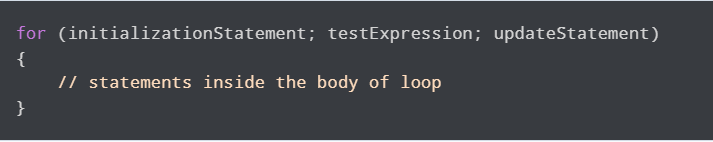 for (initializationStatement; testExpression; updateStatement)
{
    // statements inside the body of loop
}